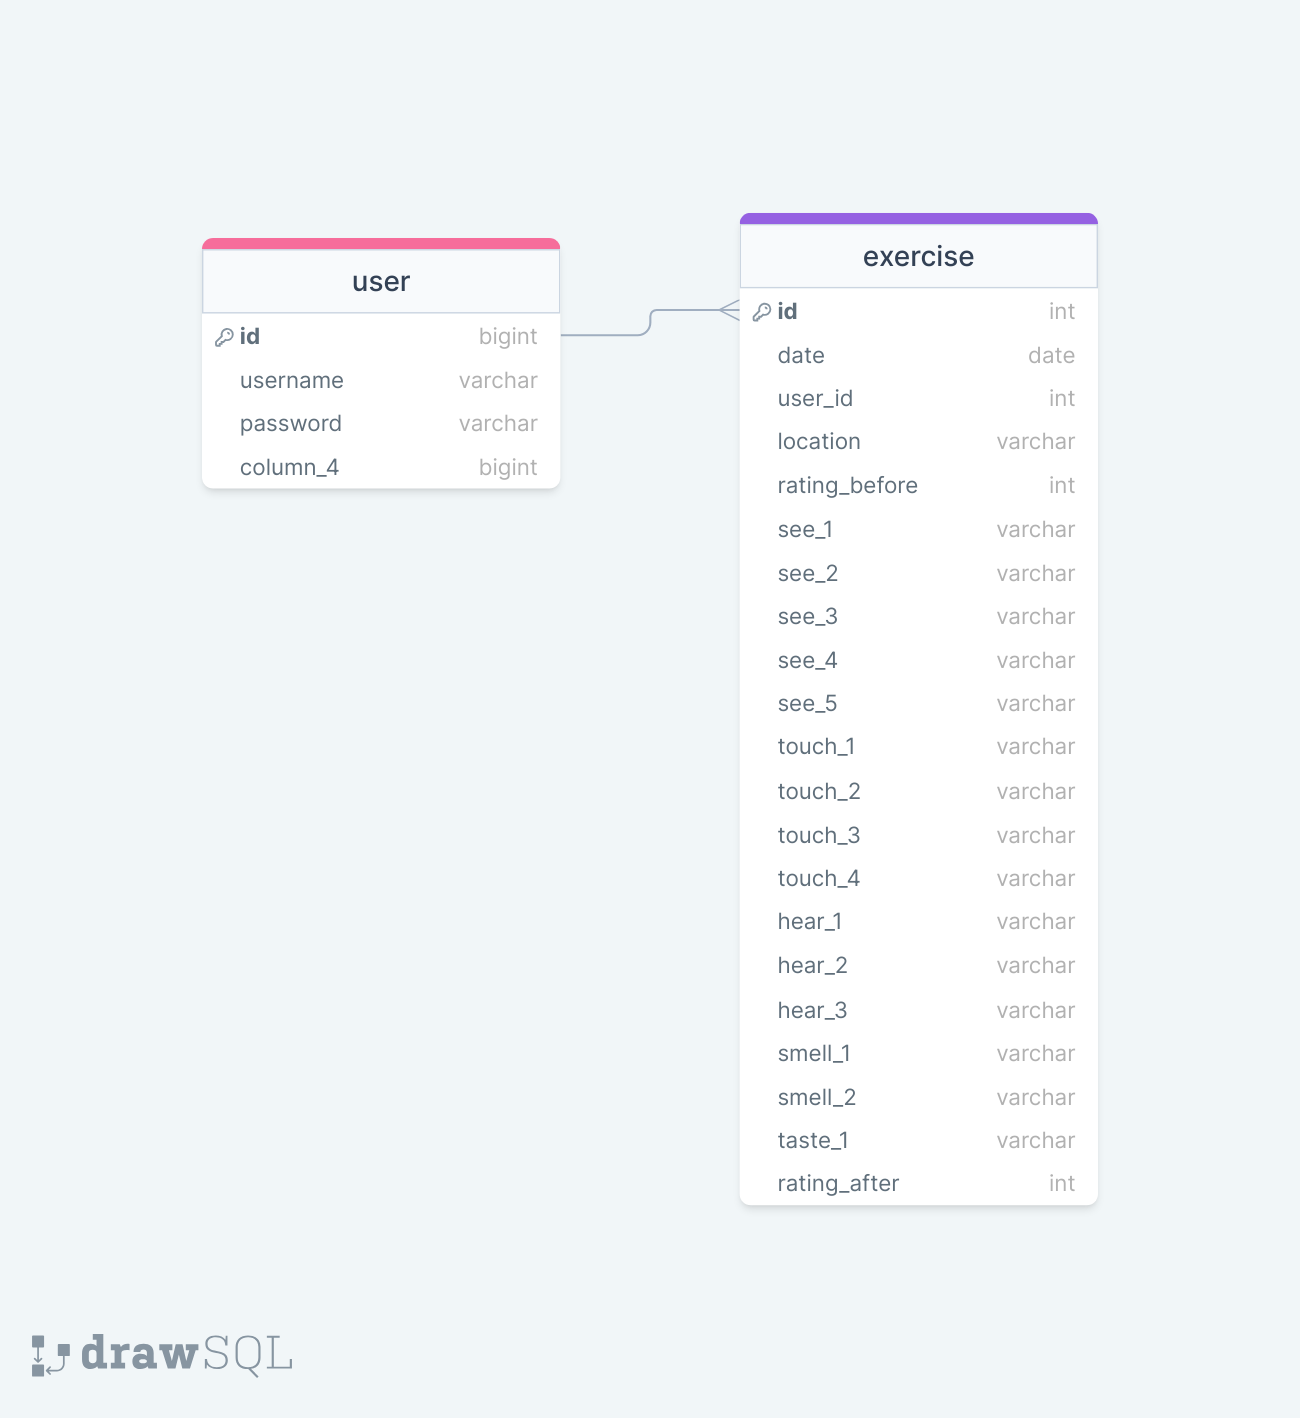 user
id bigint
username varchar
password varchar
column_4 bigint
exercise
id int
date date
user_id int
location varchar
rating_before int
see_1 varchar
see_2 varchar
see_3 varchar
see_4 varchar
see_5 varchar
touch_1 varchar
touch_2 varchar
touch_3 varchar
touch_4 varchar
hear_1 varchar
hear_2 varchar
hear_3 varchar
smell_1 varchar
smell_2 varchar
taste_1 varchar
rating_after int
drawSQL